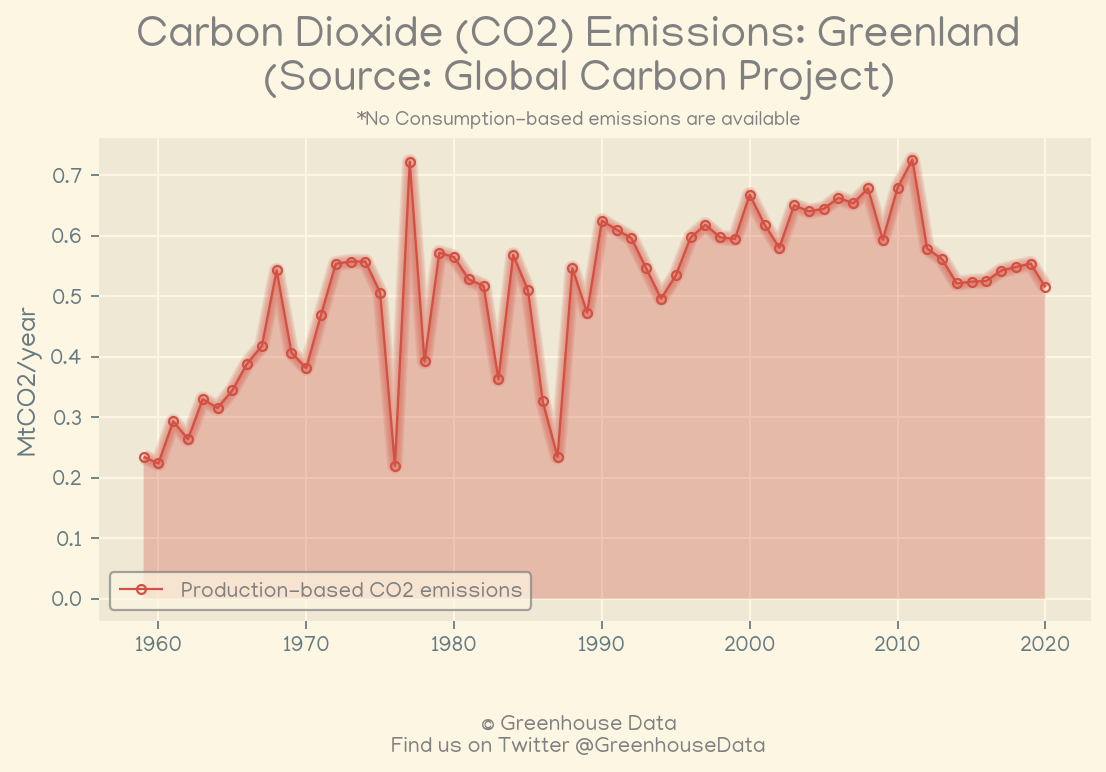 Carbon Dioxide (CO2) Emissions: Greenland
(Source: Global Carbon Project)
*No Consumption-based emissions are available
MtCO2/year
0.7
0.6
0.5
0.4
0.3
0.2
0.1
0.0
Production-based CO2 emissions
1960 1970 1980 1990 2000 2010 2020
© Greenhouse Data
Find us on Twitter @GreenhouseData